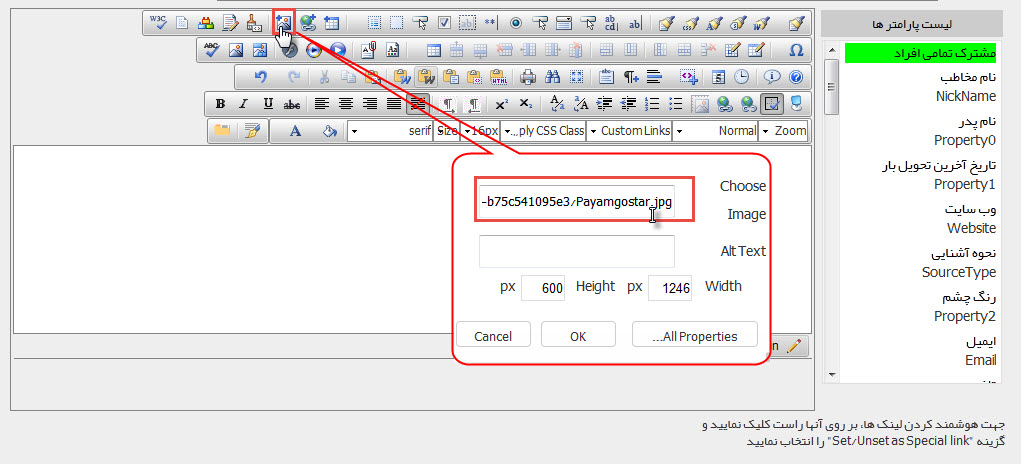 لیست پارامتر ها
مشترک تمامی افراد
نام مخاطب
NickName
نام پدر
Property0
تاریخ آخرین تحویل بار
Property1
وب سایت
Website
نحوه آشنایی
SourceType
رنگ چشم
Property2
ایمیل
Email
W3C
ABC
HTML
B I U abc
A serif Size 16px ...ply CSS Class Custom Links Normal Zoom
Choose Image
-b75c541095e3/Payamgostar.jpg
Alt Text
px 600 Height px 1246 Width
Cancel OK ...All Properties
جهت هوشمند کردن لینک ها، بر روی آنها راست کلیک نمایید و
گزینه "Set/Unset as Special link" را انتخاب نمایید